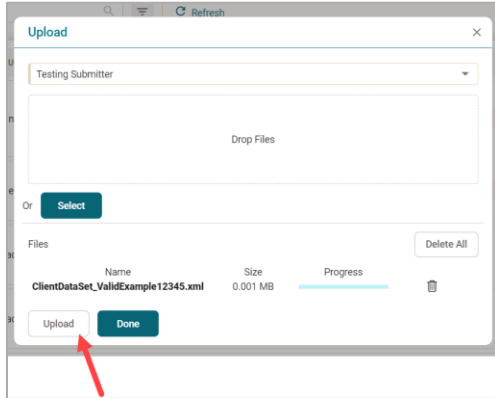 Refresh
Upload
Testing Submitter
Drop Files
Or Select
Files Delete All
Name Size Progress
ClientDataSet_ValidExample12345.xml 0.001 MB
Upload Done